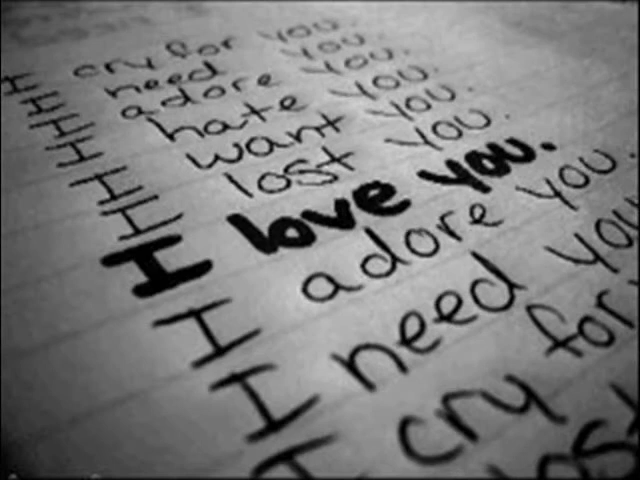 I cry for you.
I need you.
I adore you.
I hate you.
I want you.
I lost you.
I love you.
I adore you.
I need you
I cry for
lost